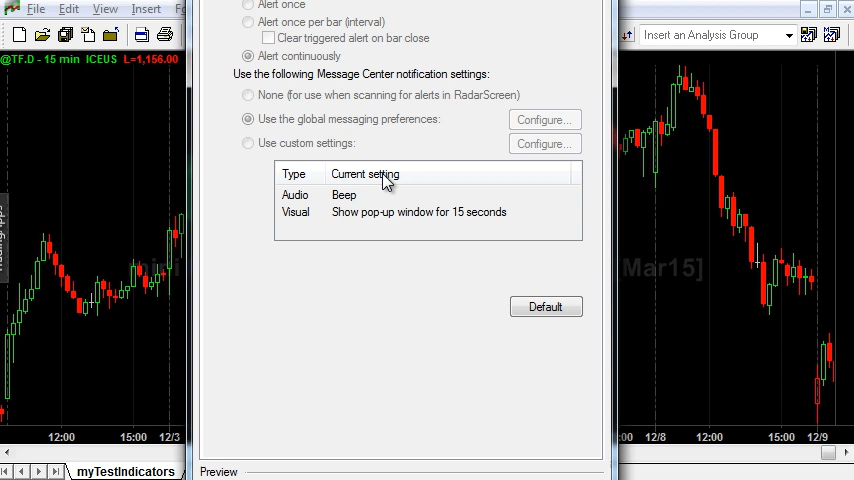 File Edit View Insert F
@TF.D - 15 min ICEUS L=1,156.00
Alert once
Alert once per bar (interval)
Clear triggered alert on bar close
Alert continuously
Use the following Message Center notification settings:
None (for use when scanning for alerts in RadarScreen)
Use the global messaging preferences:
Configure...
Use custom settings:
Configure...
Type Current setting
Audio Beep
Visual Show pop-up window for 15 seconds
Default
Preview
Insert an Analysis Group
mini
Mar15]
12:00 15:00 12/3
:00 12/8 12:00 15:00 12/9
myTestIndicators